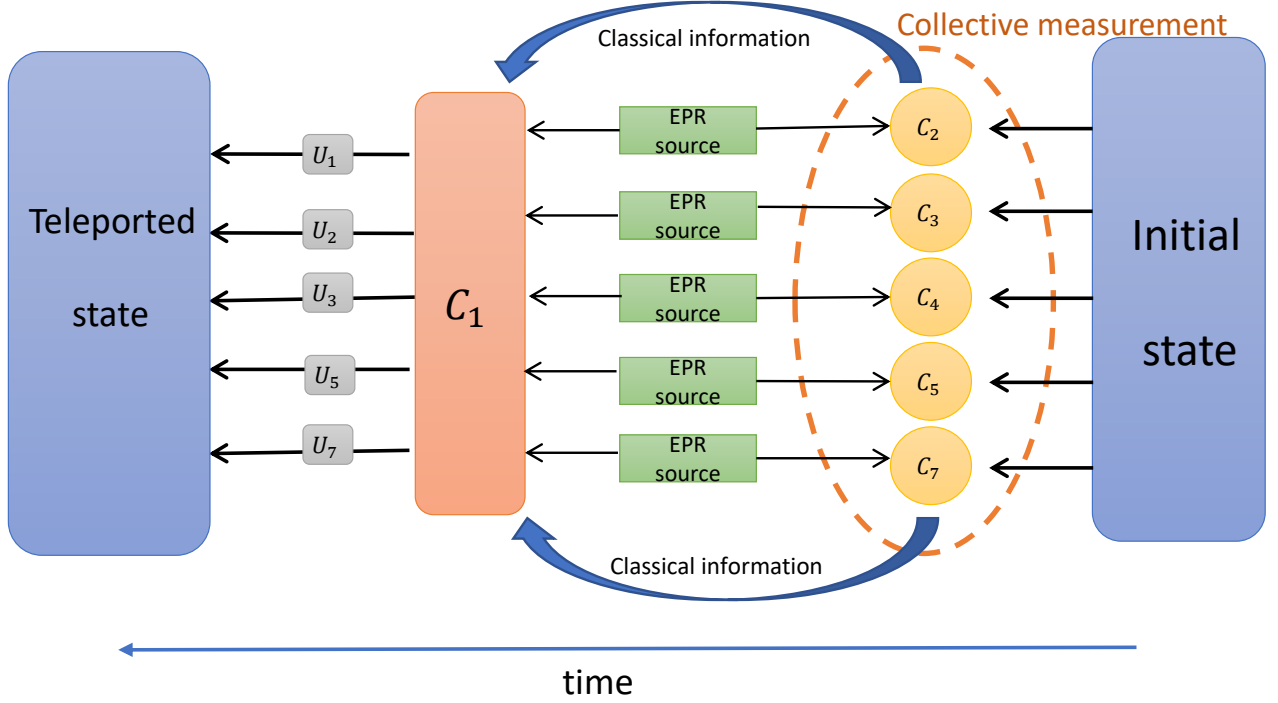 Collective measurement
Classical information
Teleported
state
U₁
U₂
U₃
U₅
U₇
C₁
EPR
source
EPR
source
EPR
source
EPR
source
EPR
source
C₂
C₃
C₄
C₅
C₇
Initial
state
Classical information
time